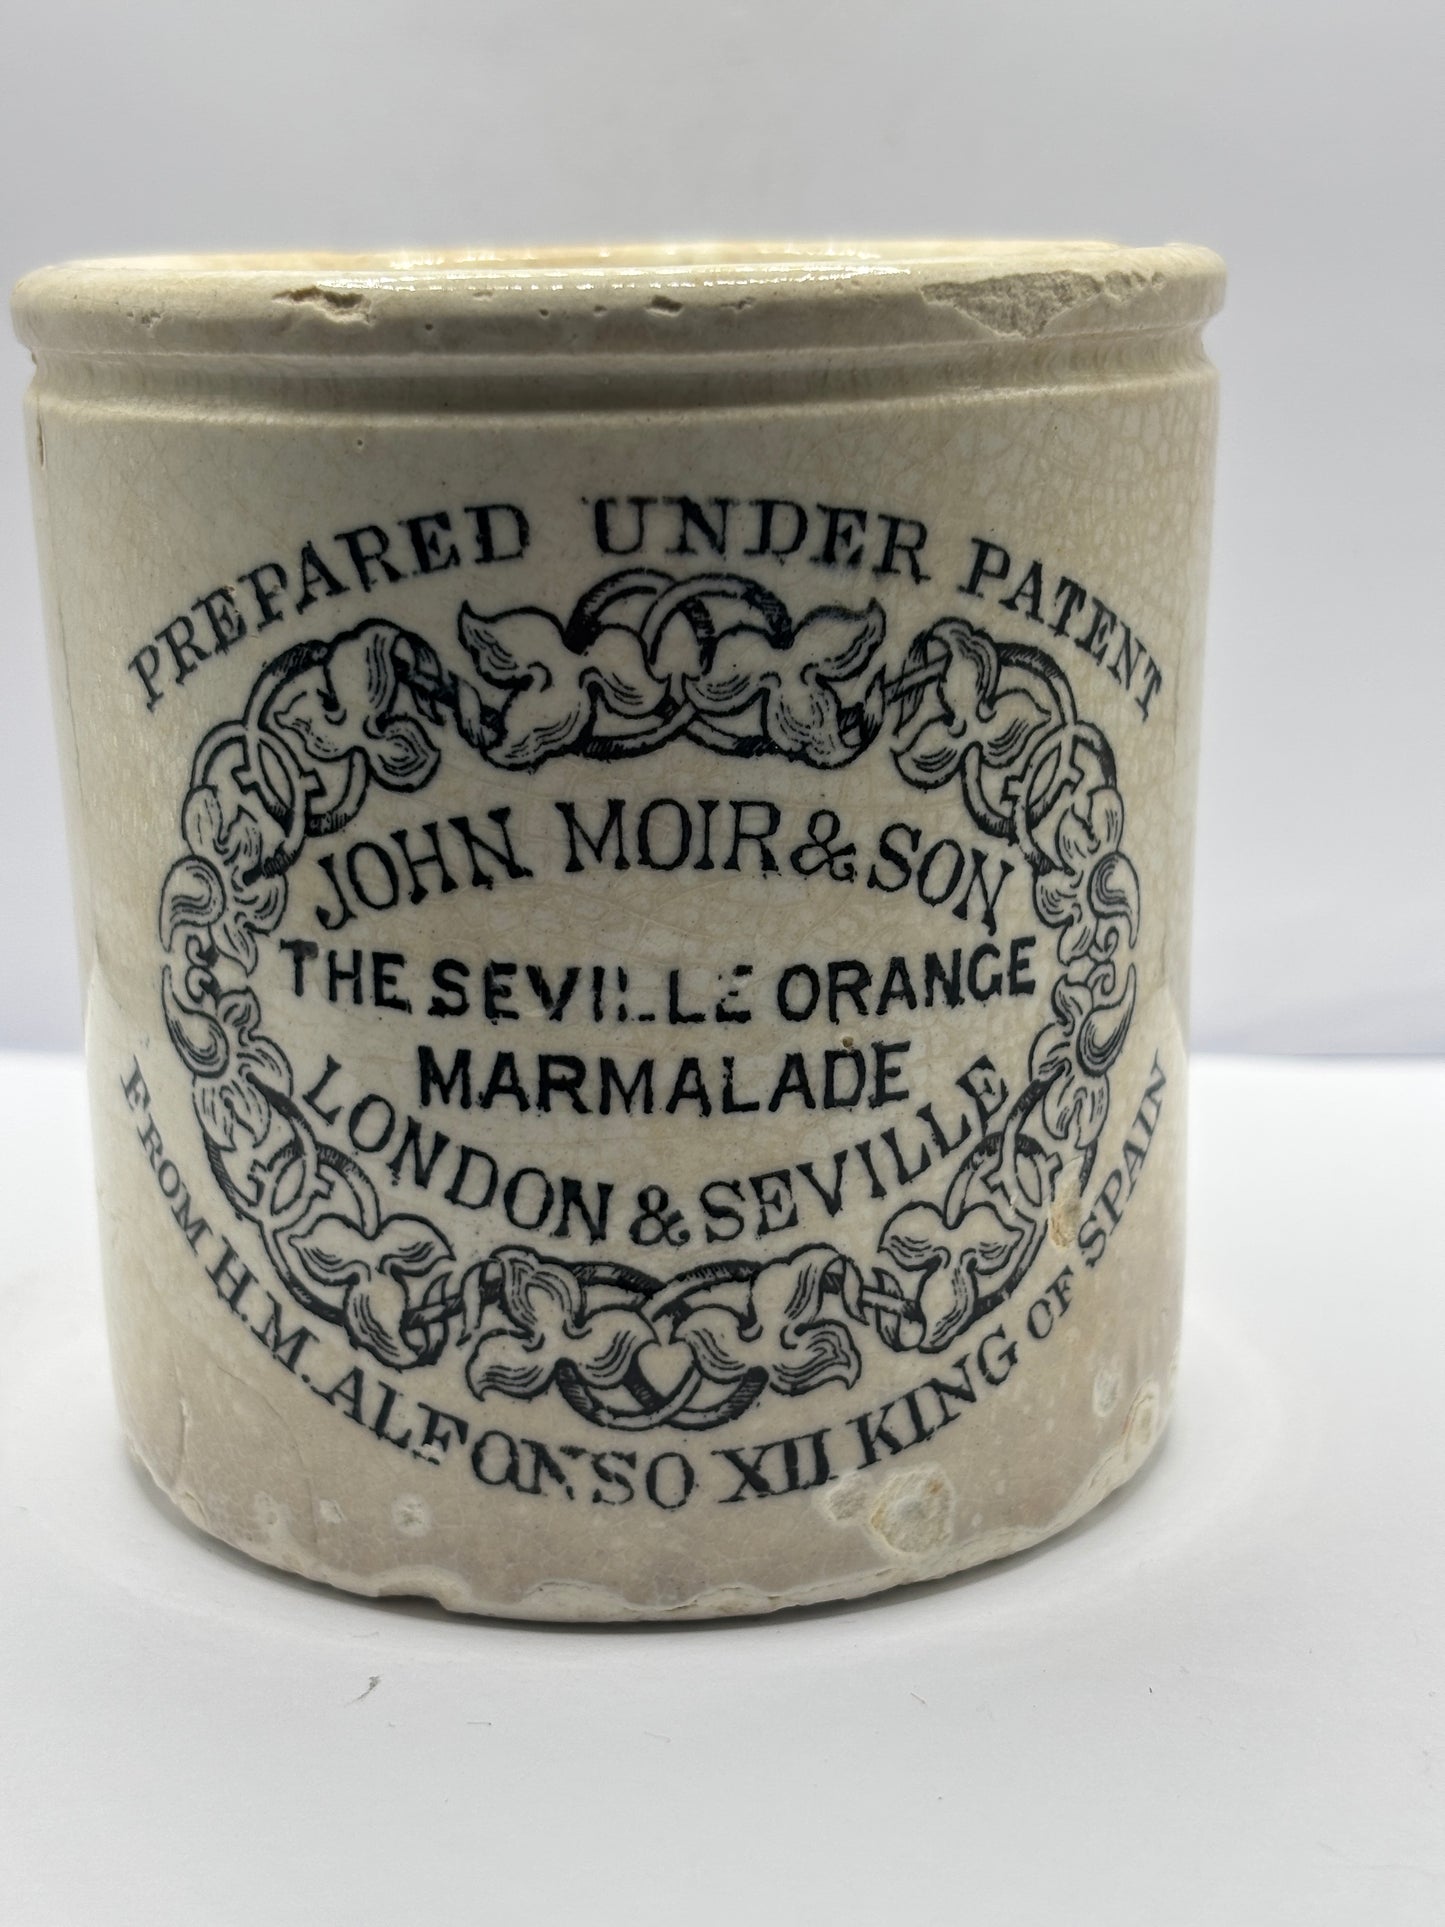 PREPARED UNDER PATENT
JOHN MOIR & SON
THE SEVILLE ORANGE
MARMALADE
LONDON & SEVILLE
FROM H.M. ALFONSO XII KING OF SPAIN